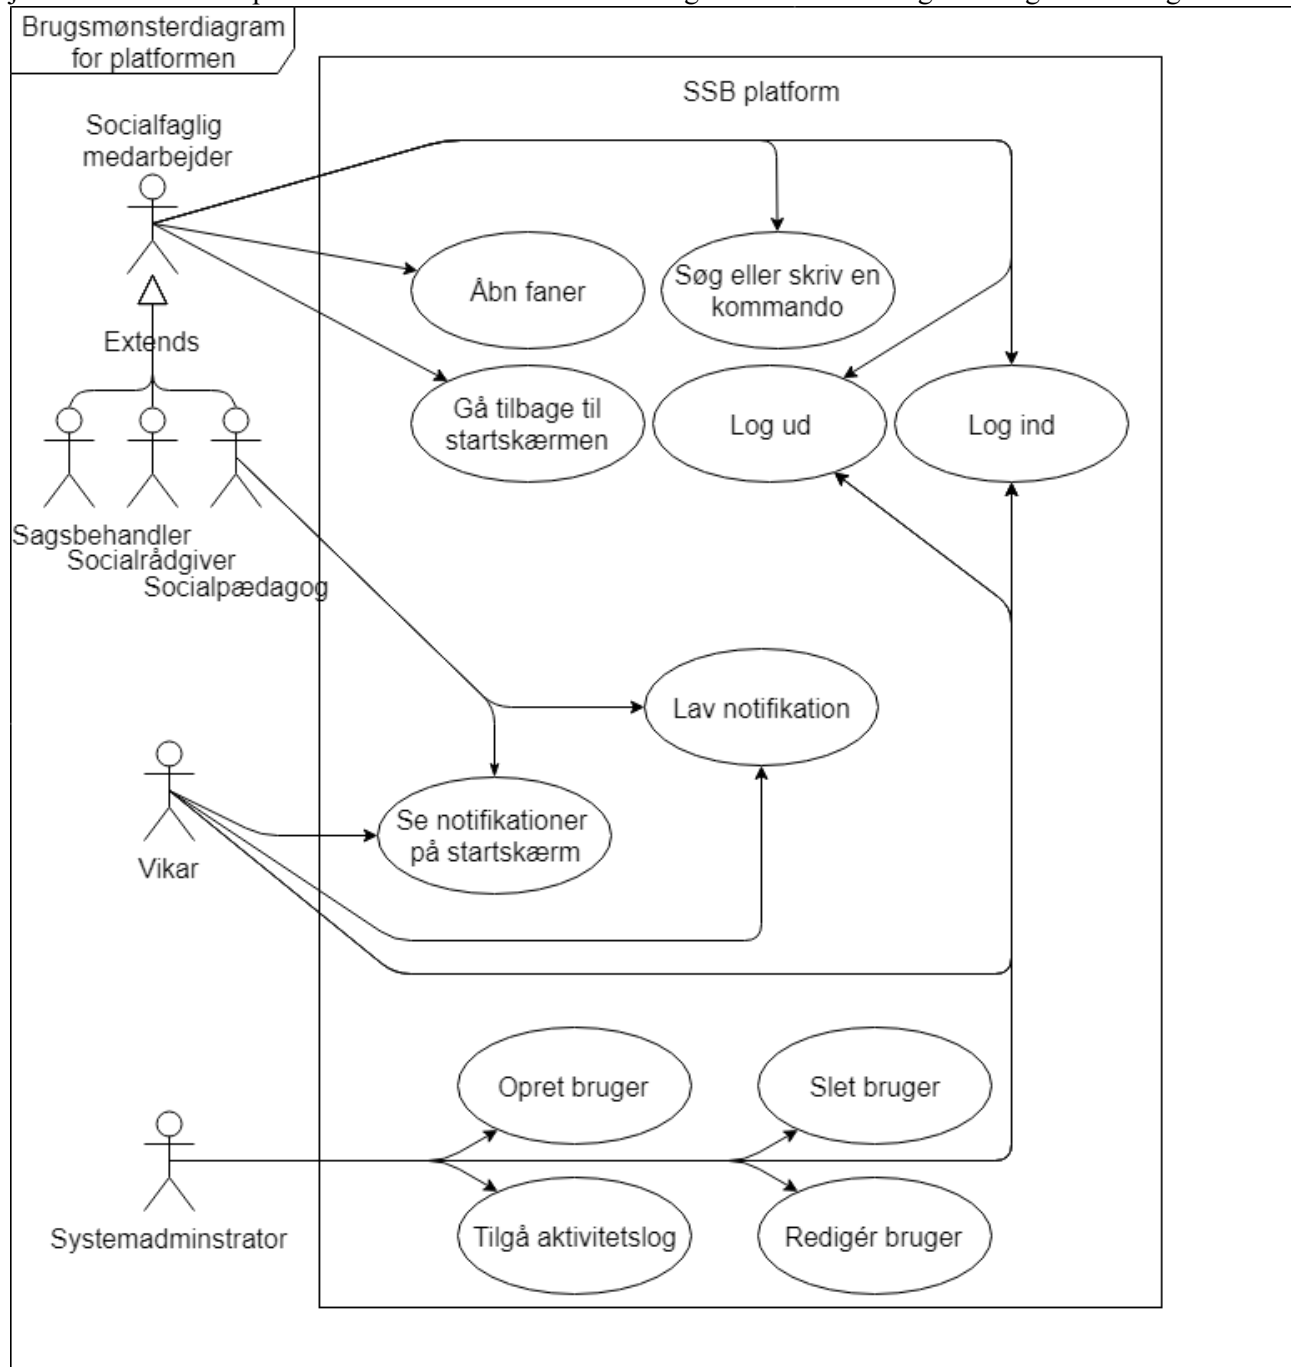 Brugsmønsterdiagram
for platformen
SSB platform
Socialfaglig
medarbejder
Åbn faner
Søg eller skriv en
kommando
Extends
Gå tilbage til
startskærmen
Log ud
Log ind
Sagsbehandler
Socialrådgiver
Socialpædagog
Lav notifikation
Se notifikationer
på startskærm
Vikar
Opret bruger
Slet bruger
Systemadminstrator
Tilgå aktivitetslog
Redigér bruger